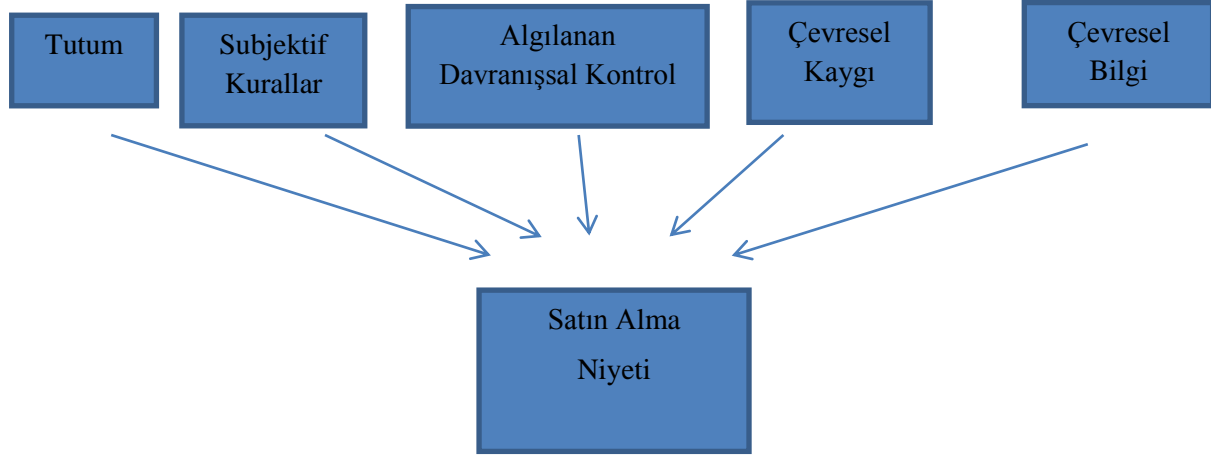 Tutum
Subjektif
Kurallar
Algılanan
Davranışsal Kontrol
Çevresel
Kaygı
Çevresel
Bilgi
Satın Alma
Niyeti